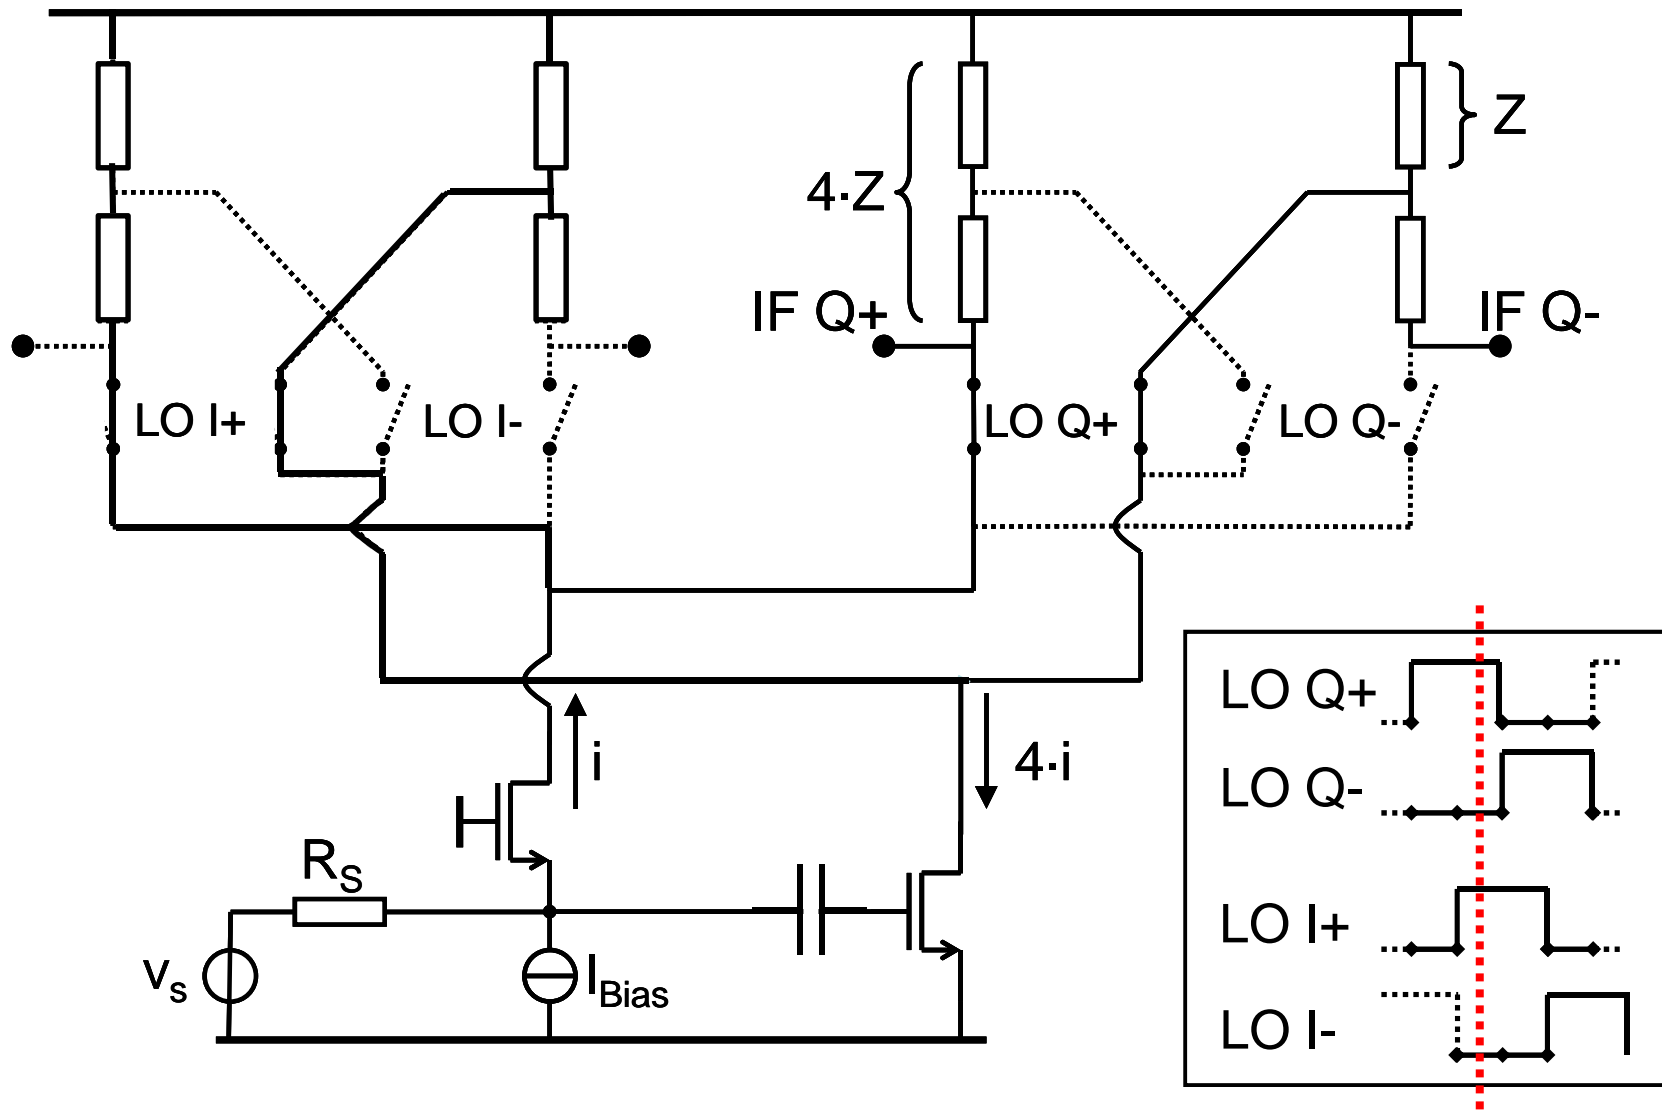 Z
4·Z
IF Q+
IF Q-
LO I+
LO I-
LO Q+
LO Q-
i
4·i
R_S
v_s
I_Bias
LO Q+
LO Q-
LO I+
LO I-